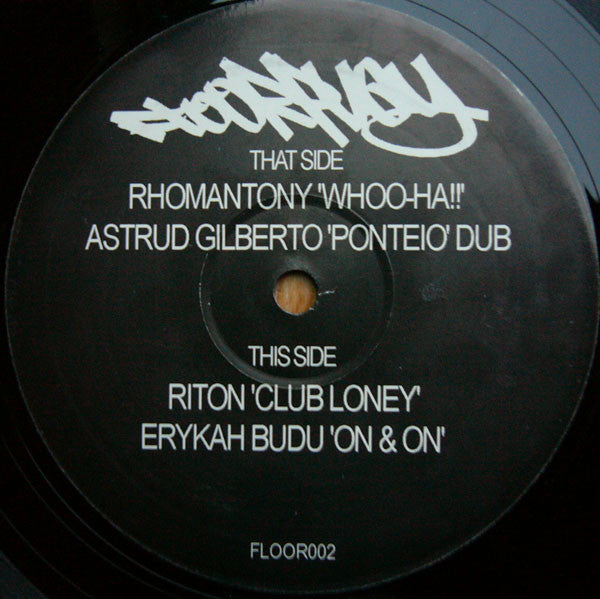 THAT SIDE
RHOMANTONY 'WHOO-HA!!'
ASTRUD GILBERTO 'PONTEIO' DUB
THIS SIDE
RITON 'CLUB LONEY'
ERYKAH BUDU 'ON & ON'
FLOOR002